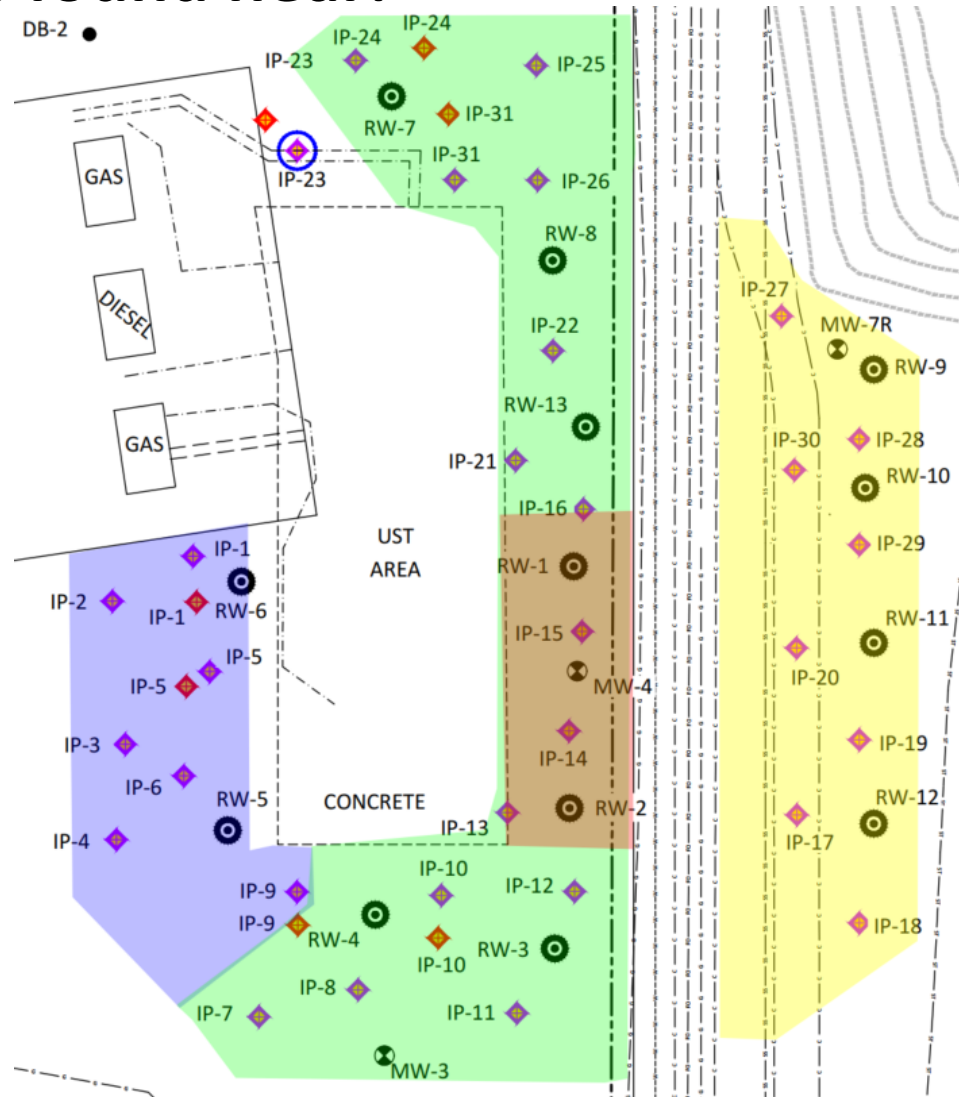 DB-2
IP-24
IP-24
IP-23
IP-25
RW-7
IP-31
IP-23
GAS
IP-31
IP-26
RW-8
DIESEL
IP-27
MW-7R
IP-22
RW-9
RW-13
GAS
IP-21
IP-30
IP-28
RW-10
IP-16
UST
AREA
IP-1
RW-1
IP-29
IP-2
IP-1
RW-6
IP-15
RW-11
IP-5
IP-5
MW-4
IP-20
IP-3
IP-14
IP-19
IP-6
RW-5
CONCRETE
RW-2
RW-12
IP-13
IP-17
IP-4
IP-10
IP-12
IP-9
IP-9
RW-4
IP-10
RW-3
IP-18
IP-8
IP-7
IP-11
MW-3